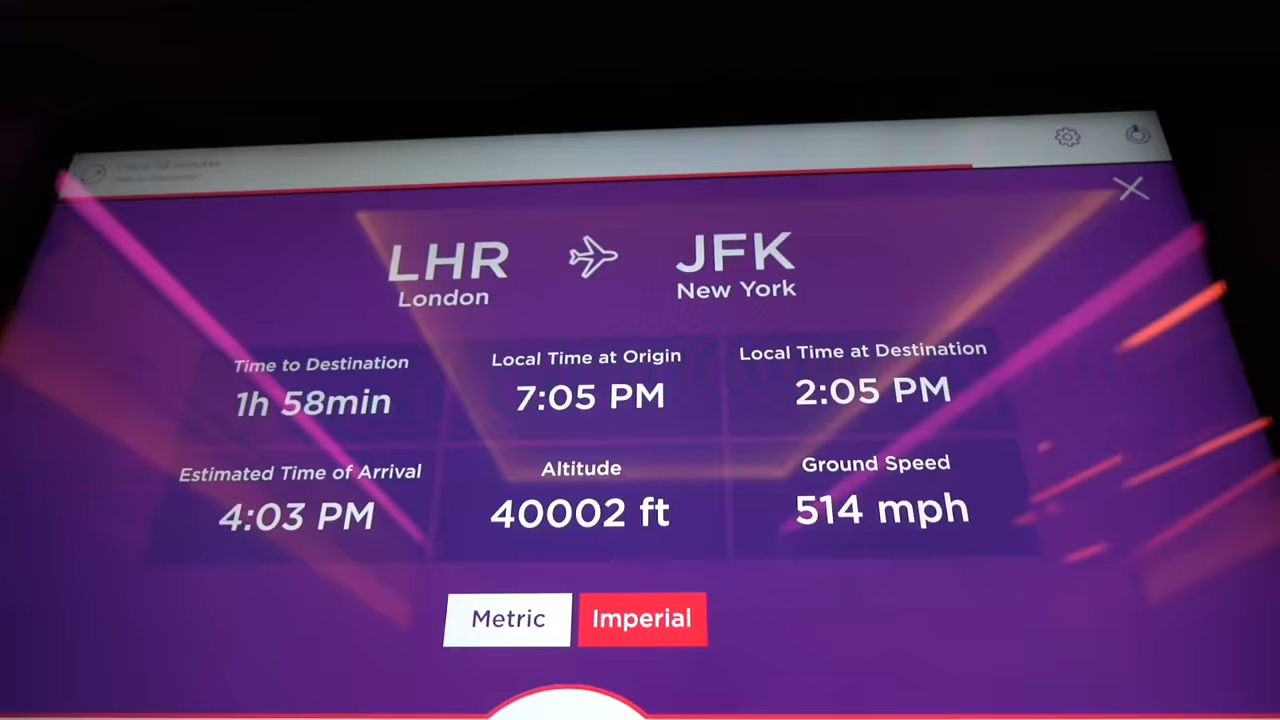 LHR
London
JFK
New York
Time to Destination
1h 58min
Local Time at Origin
7:05 PM
Local Time at Destination
2:05 PM
Estimated Time of Arrival
4:03 PM
Altitude
40002 ft
Ground Speed
514 mph
Metric
Imperial